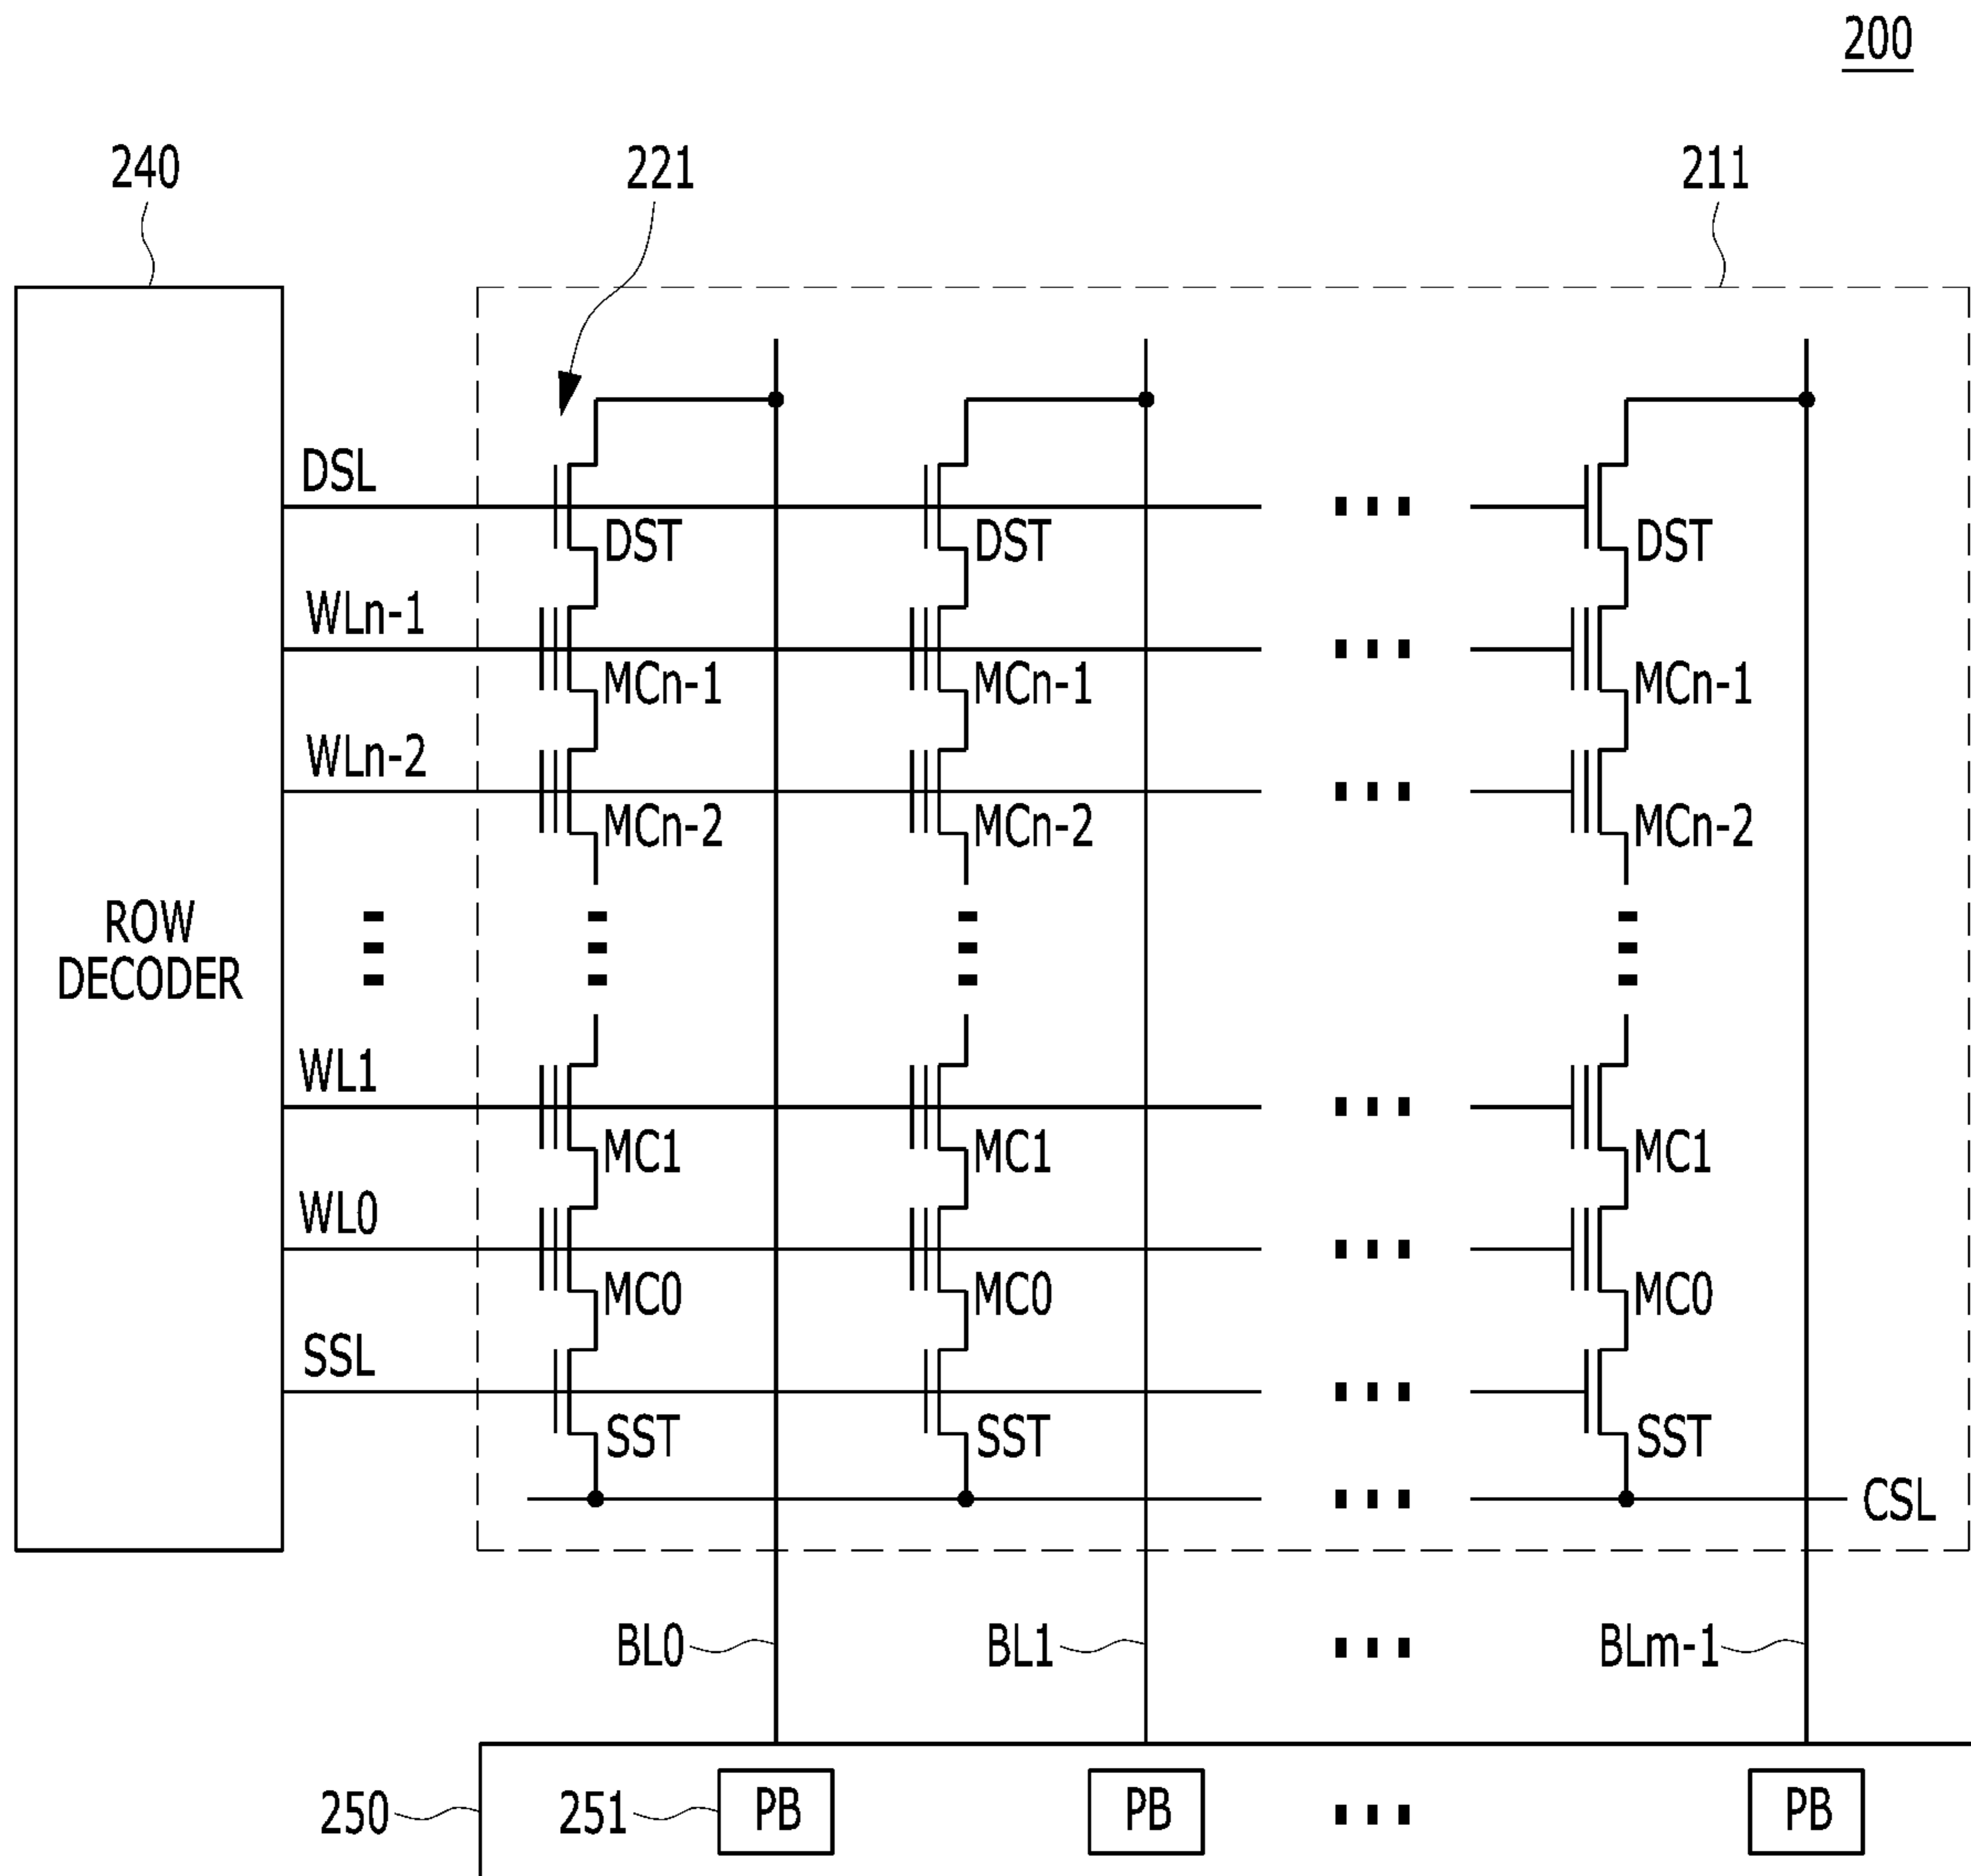 200
240
221
211
DSL
DST DST DST
WLn-1
MCn-1 MCn-1 MCn-1
WLn-2
MCn-2 MCn-2 MCn-2
ROW
DECODER
WL1
MC1 MC1 MC1
WL0
MC0 MC0 MC0
SSL
SST SST SST
CSL
BL0 BL1 BLm-1
250 251 PB PB PB